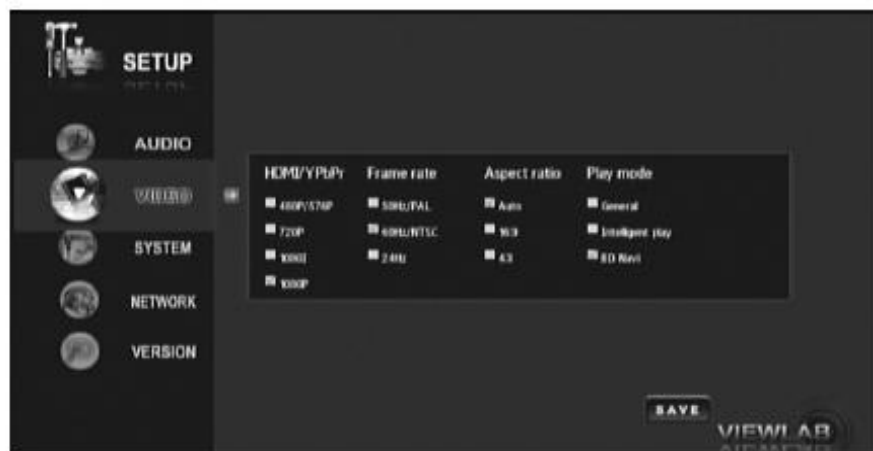 SETUP
AUDIO
VIDEO
SYSTEM
NETWORK
VERSION
HDMI/YPbPr
480P/576P
720P
1080I
1080P
Frame rate
50Hz/PAL
60Hz/NTSC
24Hz
Aspect ratio
Auto
16:9
4:3
Play mode
General
Intelligent play
BD Navi
SAVE
VIEWLAB